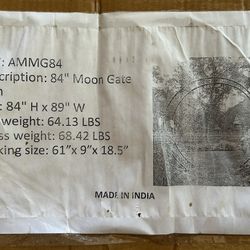 : AMMG84
cription: 84" Moon Gate
n
: 84" H x 89" W
weight: 64.13 LBS
ss weight: 68.42 LBS
king size: 61"x 9"x 18.5"
MADE IN INDIA